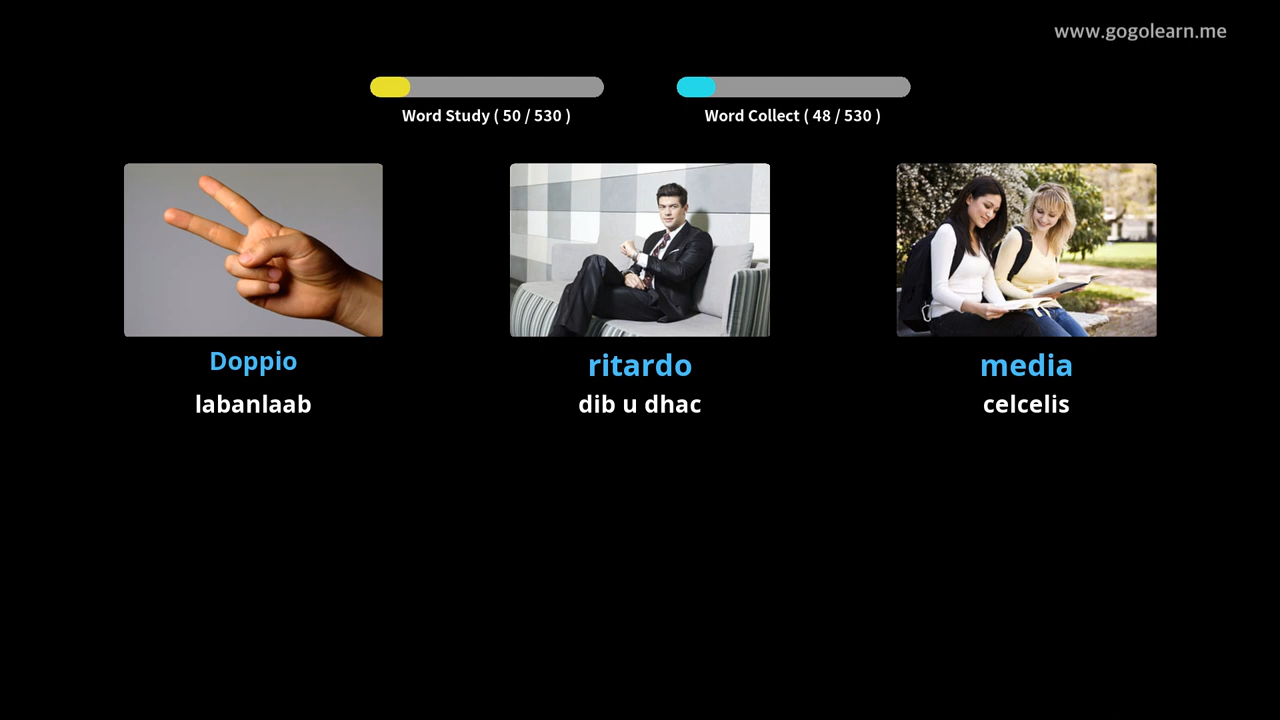 www.gogolearn.me
Word Study ( 50 / 530 )
Word Collect ( 48 / 530 )
Doppio
labanlaab
ritardo
dib u dhac
media
celcelis